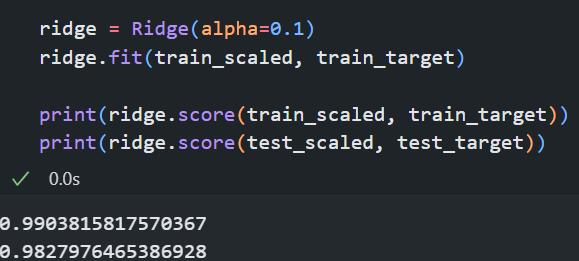 ridge = Ridge(alpha=0.1)
ridge.fit(train_scaled, train_target)
print(ridge.score(train_scaled, train_target))
print(ridge.score(test_scaled, test_target))
0.0s
0.9903815817570367
0.9827976465386928